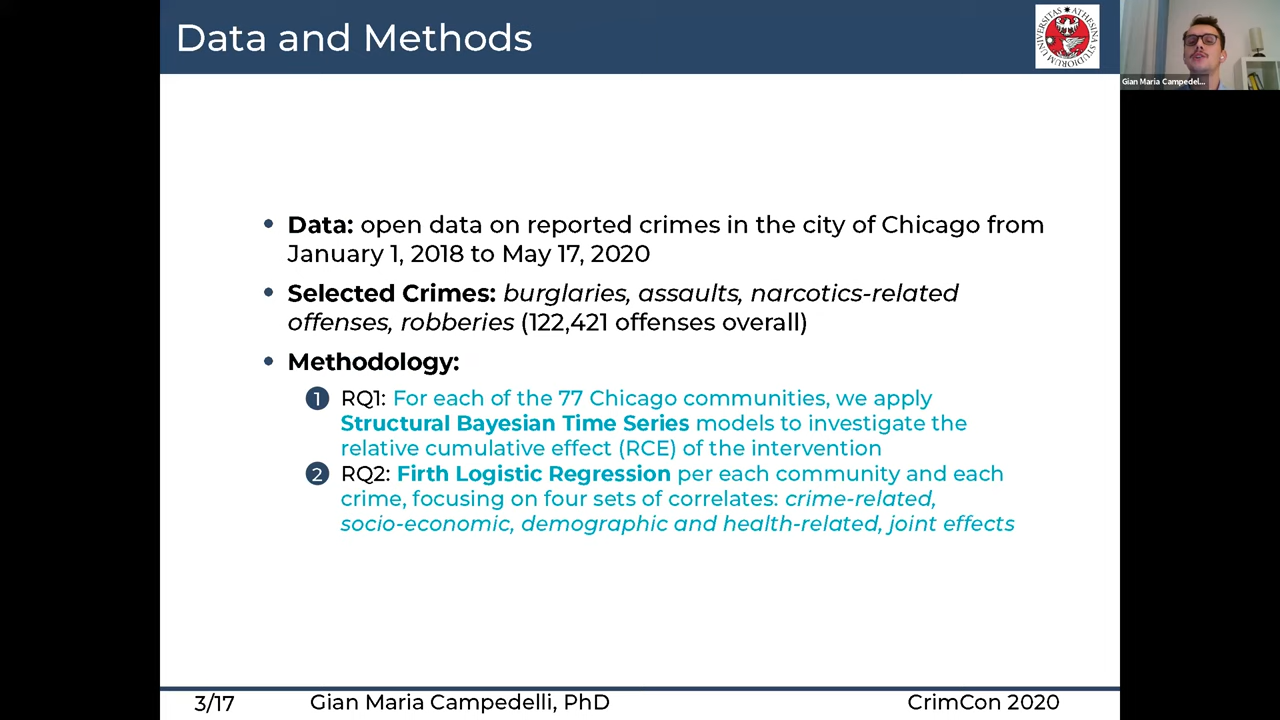 Data and Methods
UNIVERSITAS ATHESINA STUDIORUM
Gian Maria Campedel...
• Data: open data on reported crimes in the city of Chicago from
January 1, 2018 to May 17, 2020
• Selected Crimes: burglaries, assaults, narcotics-related
offenses, robberies (122,421 offenses overall)
• Methodology:
1 RQ1: For each of the 77 Chicago communities, we apply
Structural Bayesian Time Series models to investigate the
relative cumulative effect (RCE) of the intervention
2 RQ2: Firth Logistic Regression per each community and each
crime, focusing on four sets of correlates: crime-related,
socio-economic, demographic and health-related, joint effects
3/17 Gian Maria Campedelli, PhD CrimCon 2020